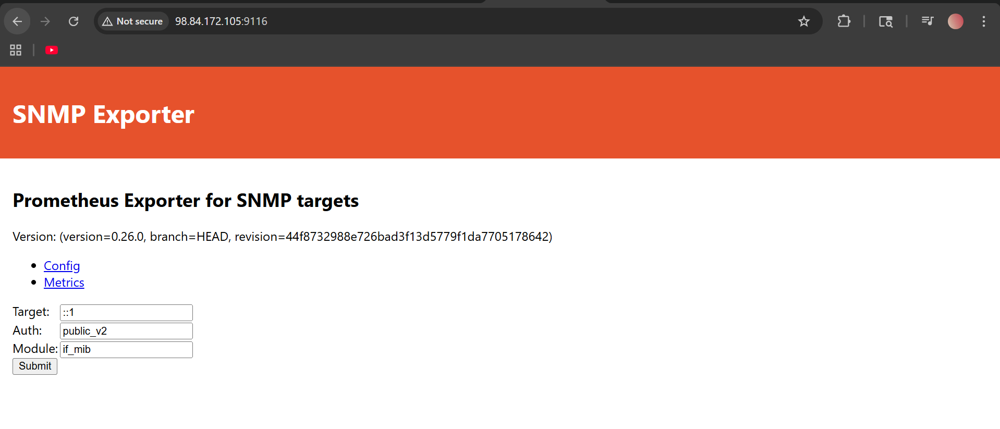 Not secure 98.84.172.105:9116
SNMP Exporter
Prometheus Exporter for SNMP targets
Version: (version=0.26.0, branch=HEAD, revision=44f8732988e726bad3f13d5779f1da7705178642)
Config
Metrics
Target: ::1
Auth: public_v2
Module: if_mib
Submit